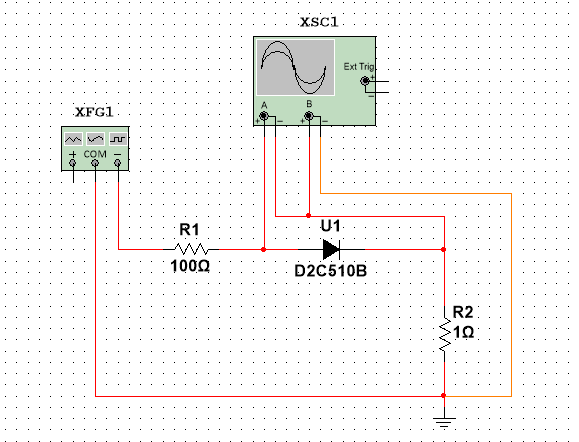 XSC1
Ext Trig
+
−
A
B
+ − + −
XFG1
+ COM −
R1
100Ω
U1
D2C510B
R2
1Ω